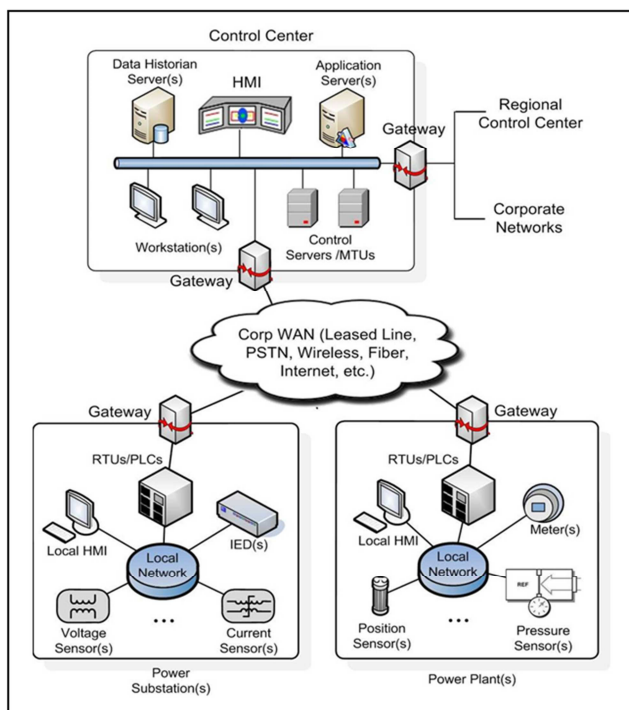 Control Center
Data Historian
Server(s)
HMI
Application
Server(s)
Gateway
Regional
Control Center
Corporate
Networks
Workstation(s)
Control
Servers /MTUs
Gateway
Corp WAN (Leased Line,
PSTN, Wireless, Fiber,
Internet, etc.)
Gateway
RTUs/PLCs
Local HMI
IED(s)
Local
Network
Voltage
Sensor(s)
...
Current
Sensor(s)
Power
Substation(s)
Gateway
RTUs/PLCs
Local HMI
Meter(s)
Local
Network
REF
Position
Sensor(s)
...
Pressure
Sensor(s)
Power Plant(s)